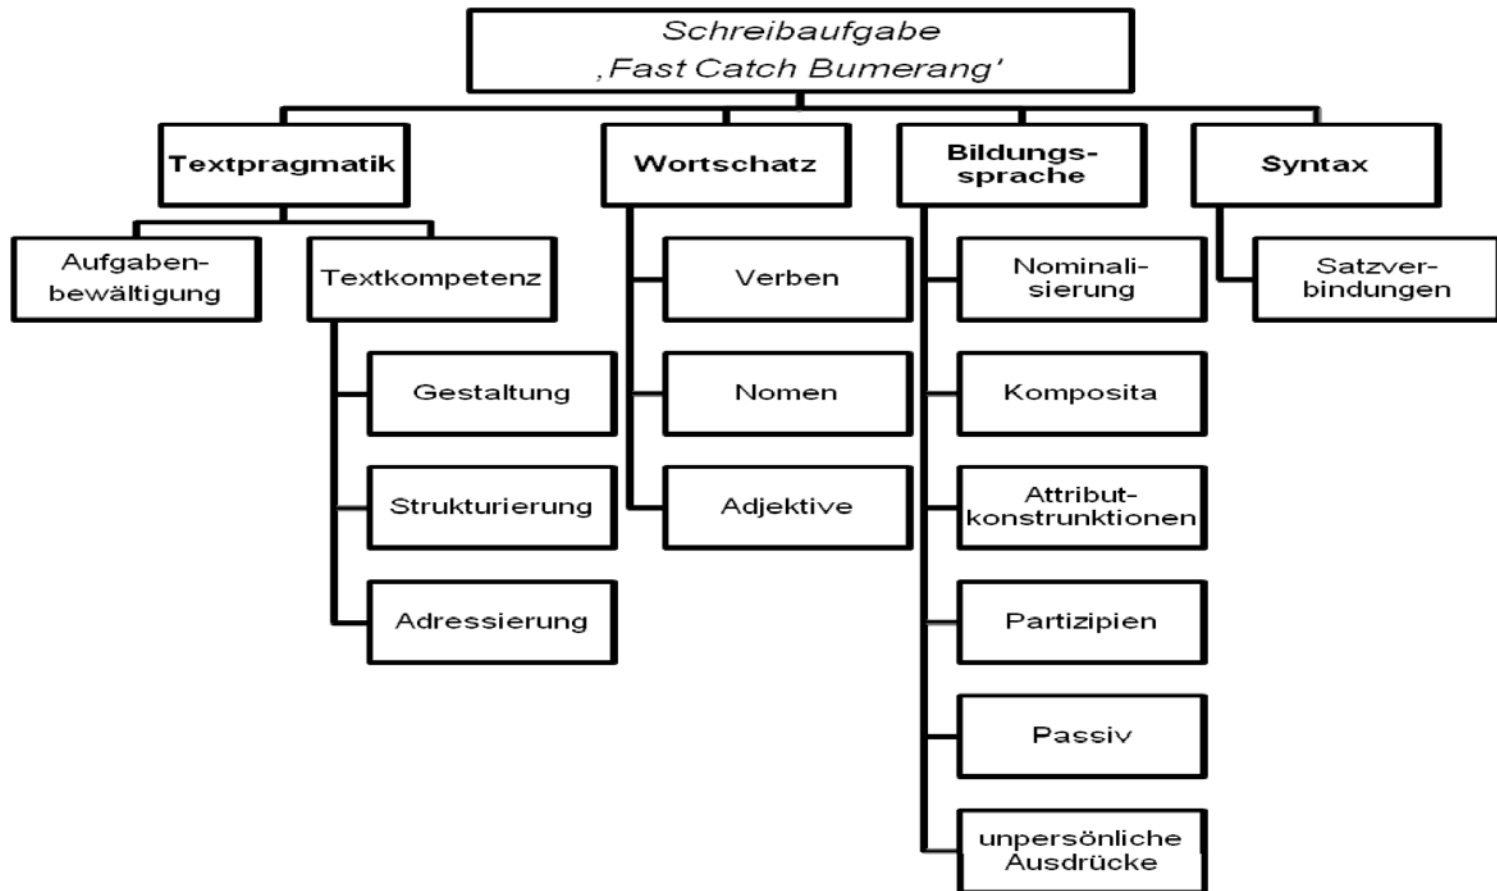 Schreibaufgabe
‚Fast Catch Bumerang'
Textpragmatik
Wortschatz
Bildungs-
sprache
Syntax
Aufgaben-
bewältigung
Textkompetenz
Verben
Nominali-
sierung
Satzver-
bindungen
Gestaltung
Nomen
Komposita
Strukturierung
Adjektive
Attribut-
konstrunktionen
Adressierung
Partizipien
Passiv
unpersönliche
Ausdrücke